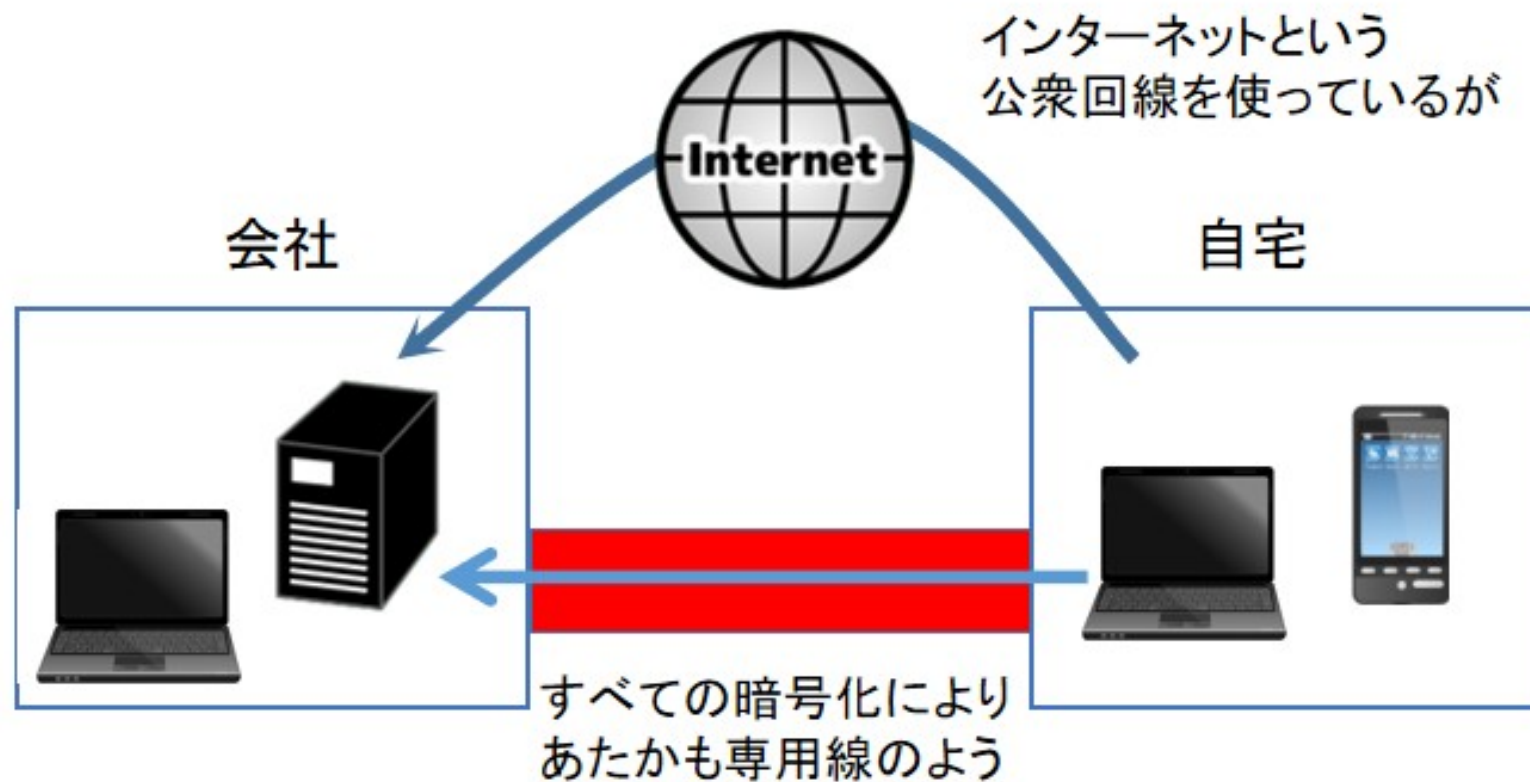 インターネットという
公衆回線を使っているが
Internet
会社
自宅
すべての暗号化により
あたかも専用線のよう